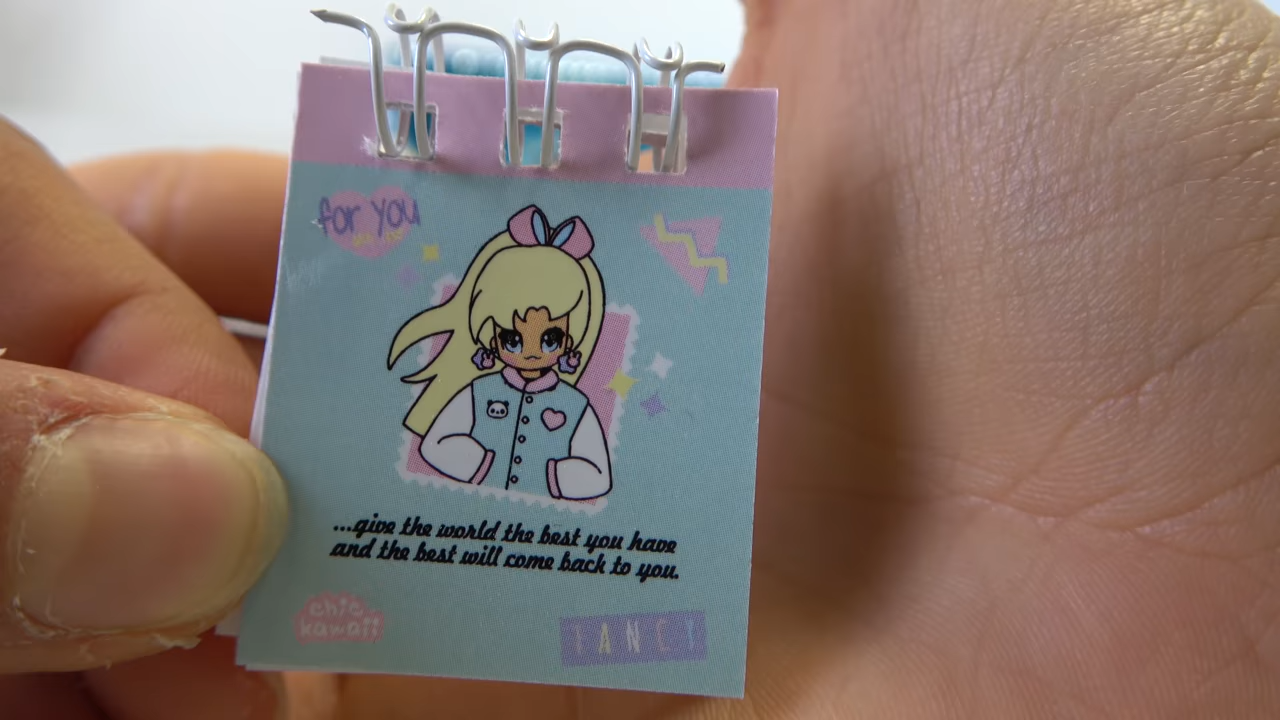 for you
...give the world the best you have
and the best will come back to you.
chic
kawaii
FANCY